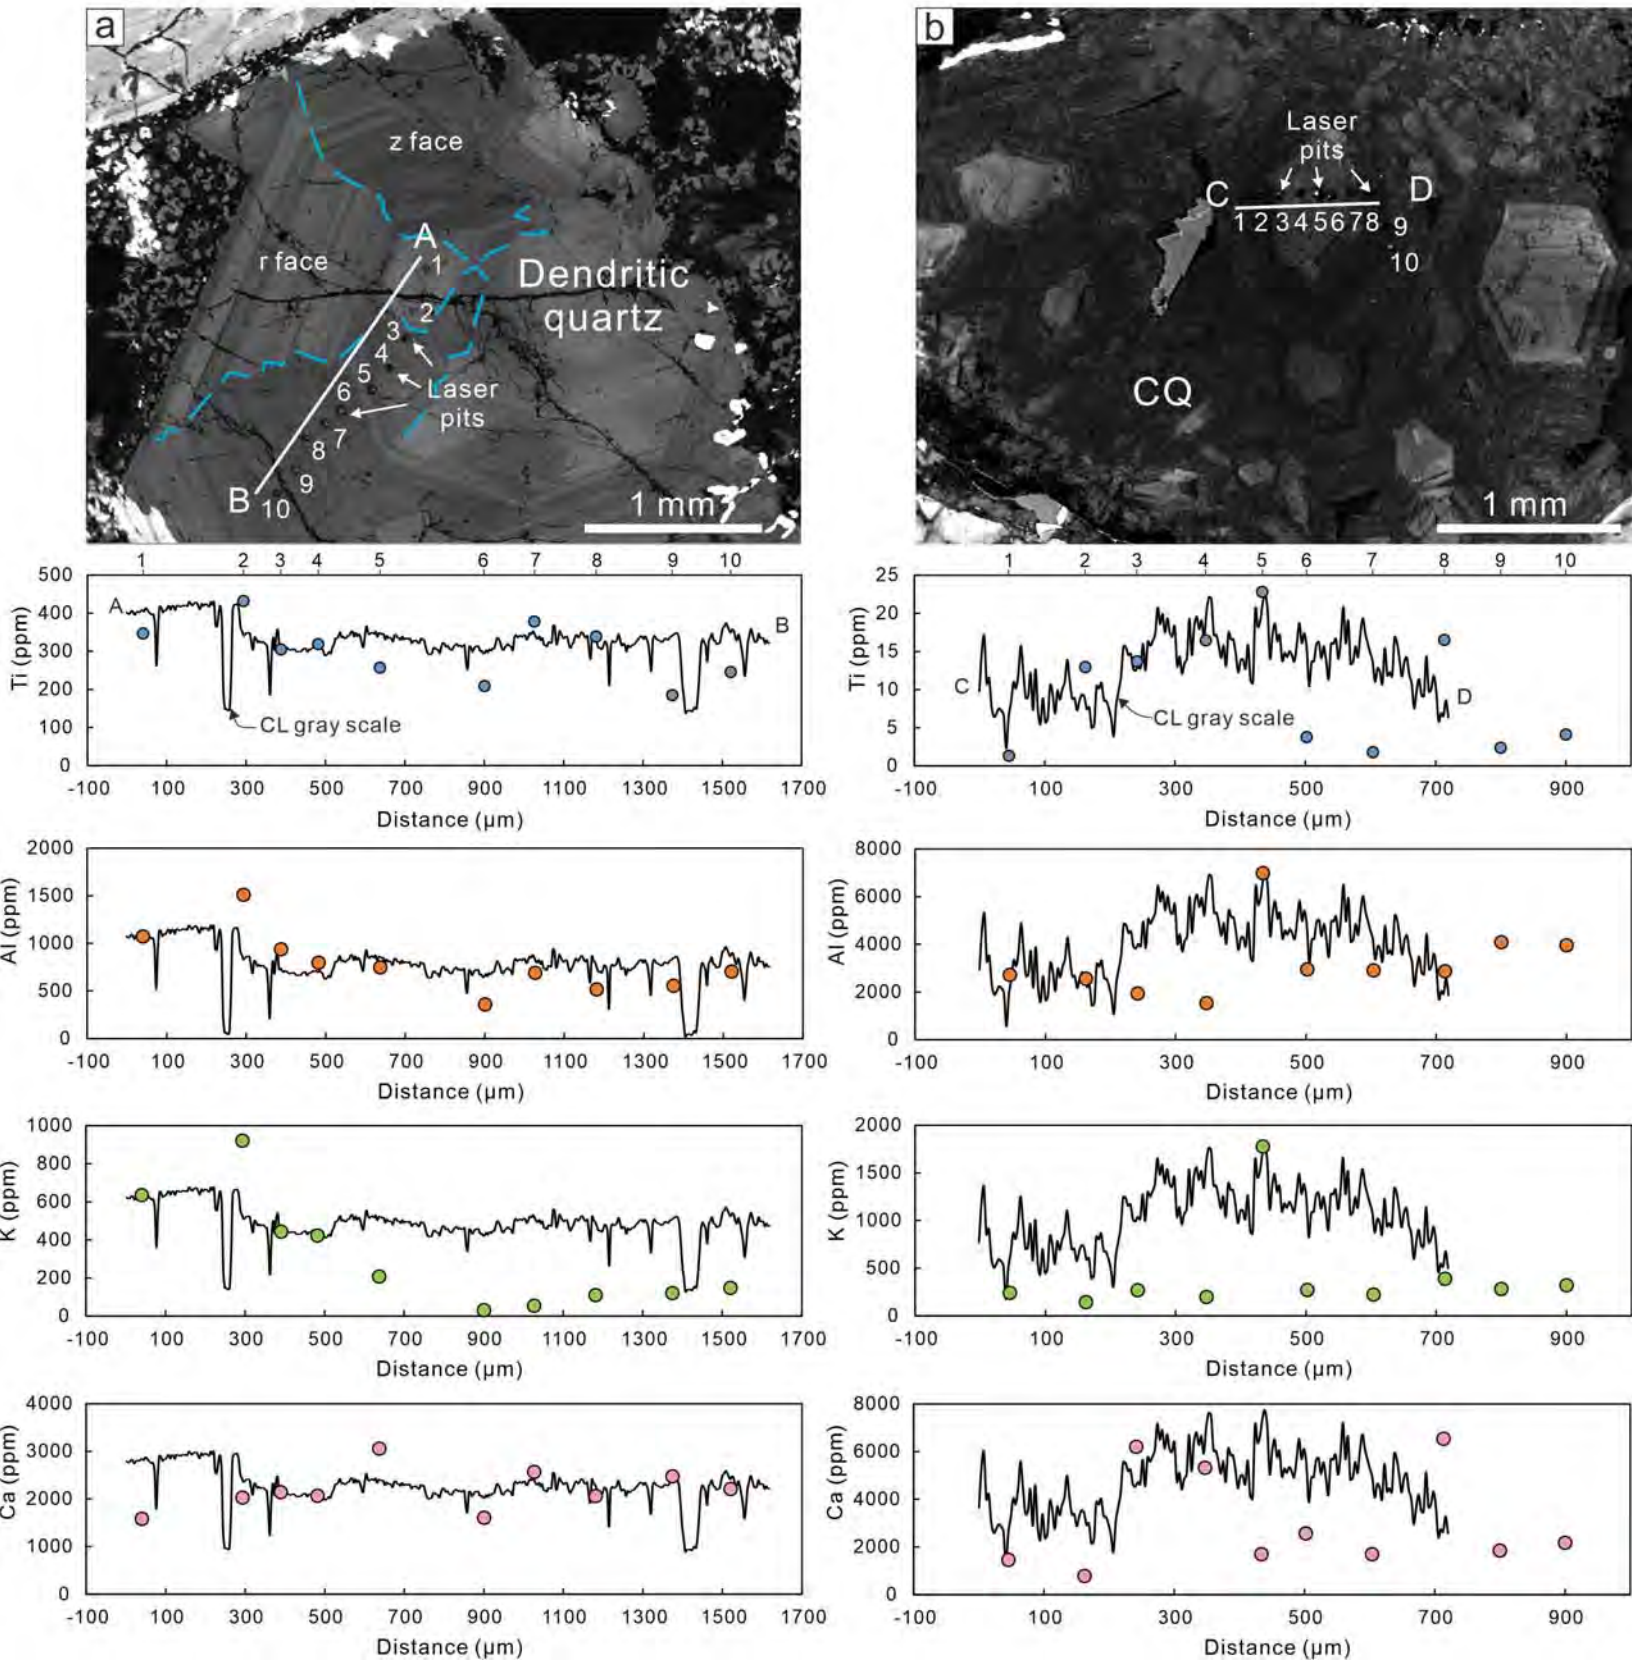 a
z face
A
1
r face
Dendritic
quartz
2
3
4
5
6
Laser
pits
7
8
9
B
10
1 mm
b
Laser
pits
C
D
1 2 3 4 5 6 7 8
9
10
CQ
1 mm
1 2 3 4 5 6 7 8 9 10
500
400
300
200
100
0
Ti (ppm)
A
B
CL gray scale
-100 100 300 500 700 900 1100 1300 1500 1700
Distance (µm)
1 2 3 4 5 6 7 8 9 10
25
20
15
10
5
0
Ti (ppm)
C
D
CL gray scale
-100 100 300 500 700 900
Distance (µm)
2000
1500
1000
500
0
Al (ppm)
-100 100 300 500 700 900 1100 1300 1500 1700
Distance (µm)
8000
6000
4000
2000
0
Al (ppm)
-100 100 300 500 700 900
Distance (µm)
1000
800
600
400
200
0
K (ppm)
-100 100 300 500 700 900 1100 1300 1500 1700
Distance (µm)
2000
1500
1000
500
0
K (ppm)
-100 100 300 500 700 900
Distance (µm)
4000
3000
2000
1000
0
Ca (ppm)
-100 100 300 500 700 900 1100 1300 1500 1700
Distance (µm)
8000
6000
4000
2000
0
Ca (ppm)
-100 100 300 500 700 900
Distance (µm)